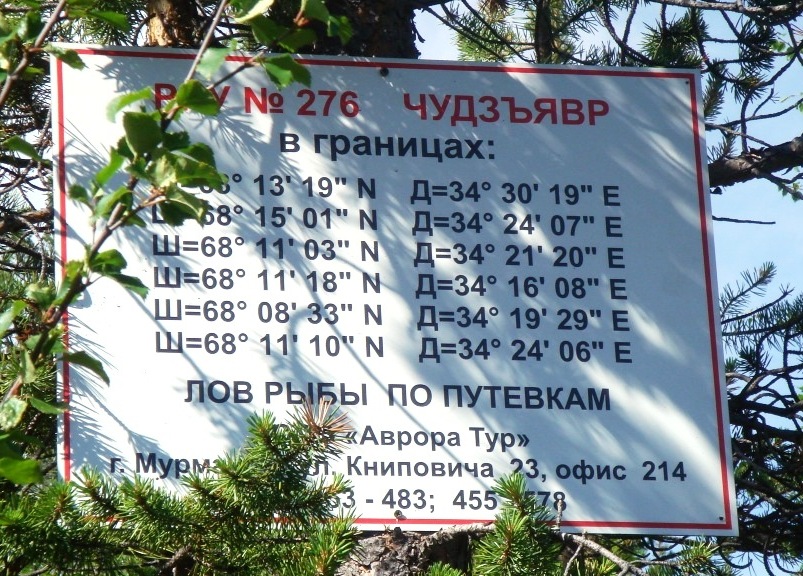 № 276 ЧУДЗЪЯВР
в границах:
68° 13' 19" N Д=34° 30' 19" E
68° 15' 01" N Д=34° 24' 07" E
Ш=68° 11' 03" N Д=34° 21' 20" E
Ш=68° 11' 18" N Д=34° 16' 08" E
Ш=68° 08' 33" N Д=34° 19' 29" E
Ш=68° 11' 10" N Д=34° 24' 06" E
ЛОВ РЫБЫ ПО ПУТЕВКАМ
«Аврора Тур»
г. Книповича 23, офис 214
- 483; 455